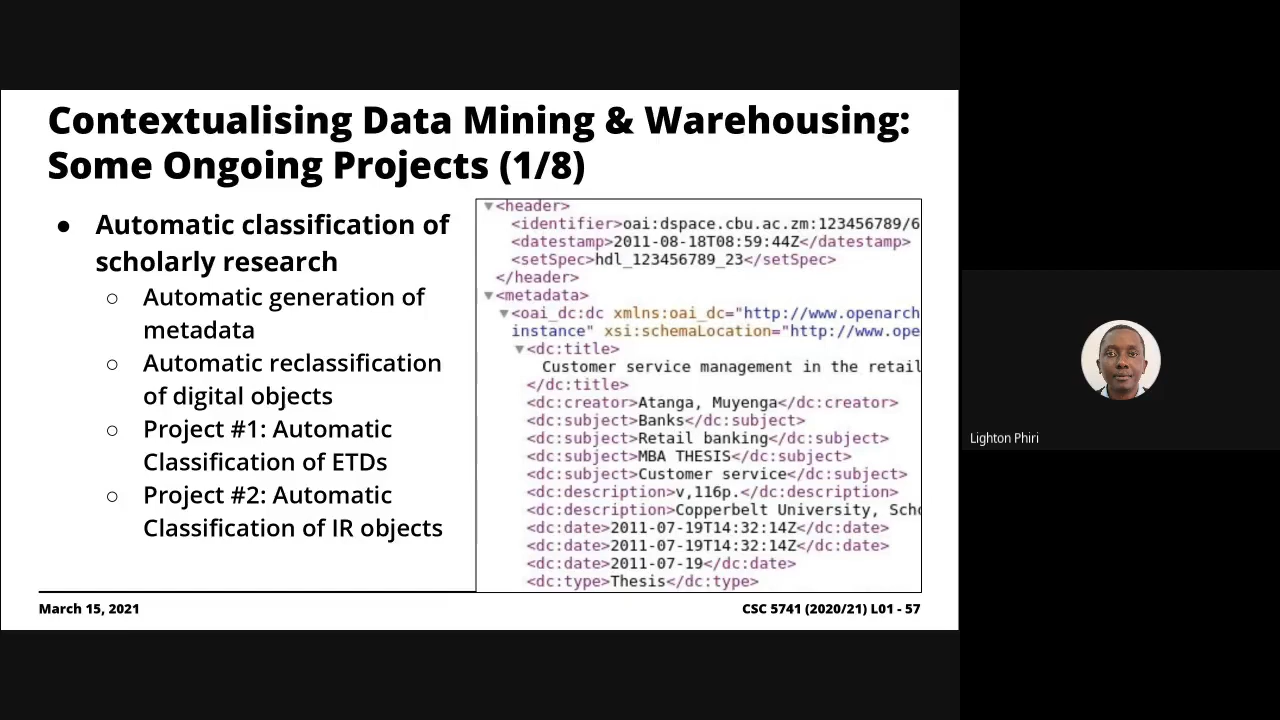 Contextualising Data Mining & Warehousing:
Some Ongoing Projects (1/8)
● Automatic classification of
scholarly research
○ Automatic generation of
metadata
○ Automatic reclassification
of digital objects
○ Project #1: Automatic
Classification of ETDs
○ Project #2: Automatic
Classification of IR objects
▼<header>
<identifier>oai:dspace.cbu.ac.zm:123456789/6
<datestamp>2011-08-18T08:59:44Z</datestamp>
<setSpec>hdl_123456789_23</setSpec>
</header>
▼<metadata>
▼<oai_dc:dc xmlns:oai_dc="http://www.openarch
instance" xsi:schemaLocation="http://www.ope
▼<dc:title>
Customer service management in the retail
</dc:title>
<dc:creator>Atanga, Muyenga</dc:creator>
<dc:subject>Banks</dc:subject>
<dc:subject>Retail banking</dc:subject>
<dc:subject>MBA THESIS</dc:subject>
<dc:subject>Customer service</dc:subject>
<dc:description>v,116p.</dc:description>
<dc:description>Copperbelt University, Scho
<dc:date>2011-07-19T14:32:14Z</dc:date>
<dc:date>2011-07-19T14:32:14Z</dc:date>
<dc:date>2011-07-19</dc:date>
<dc:type>Thesis</dc:type>
March 15, 2021
CSC 5741 (2020/21) L01 - 57
Lighton Phiri